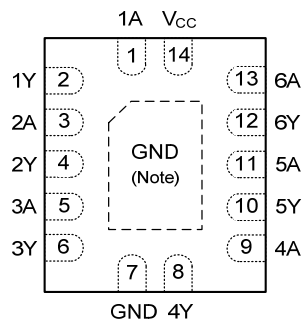 1A VCC
1 14
1Y 2 13 6A
2A 3 12 6Y
2Y 4 GND 11 5A
(Note)
3A 5 10 5Y
3Y 6 9 4A
7 8
GND 4Y